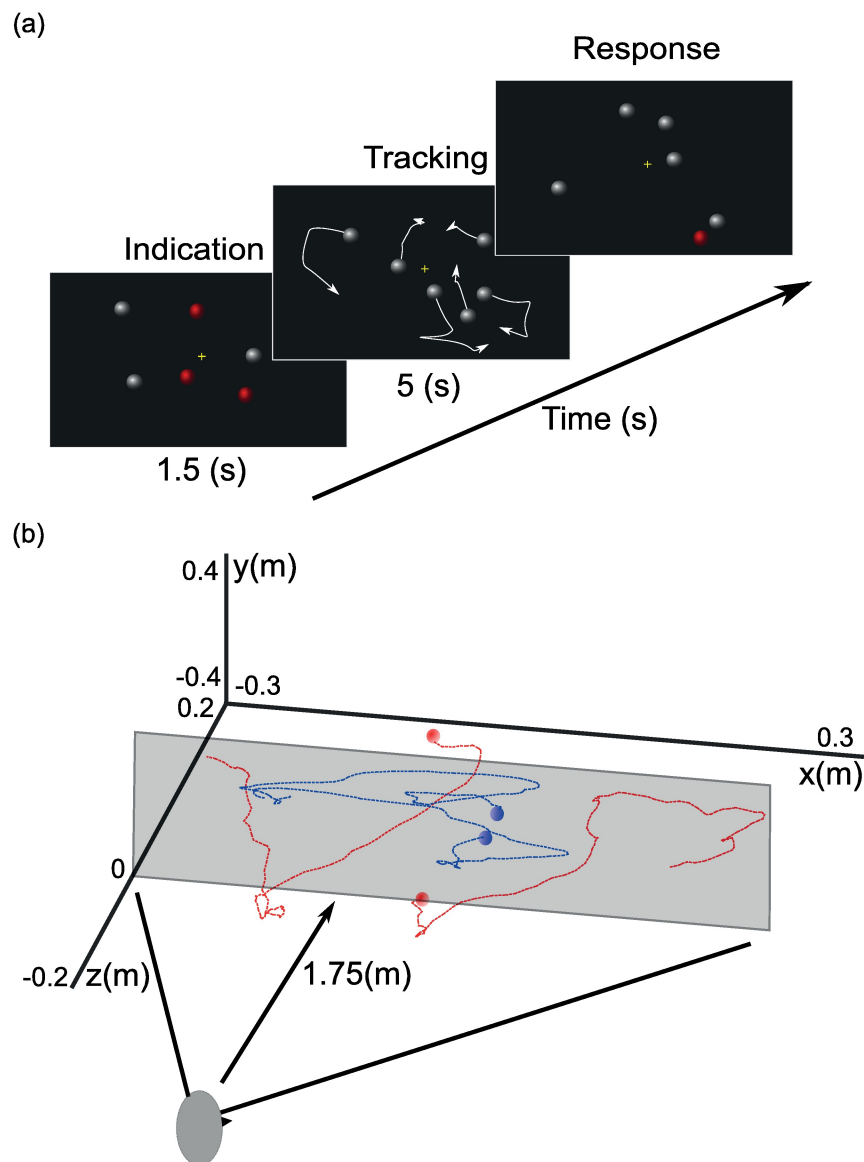 (a)
Response
Tracking
Indication
5 (s)
Time (s)
1.5 (s)
(b)
0.4
y(m)
-0.4
-0.3
0.2
0.3
x(m)
0
-0.2
z(m)
1.75(m)